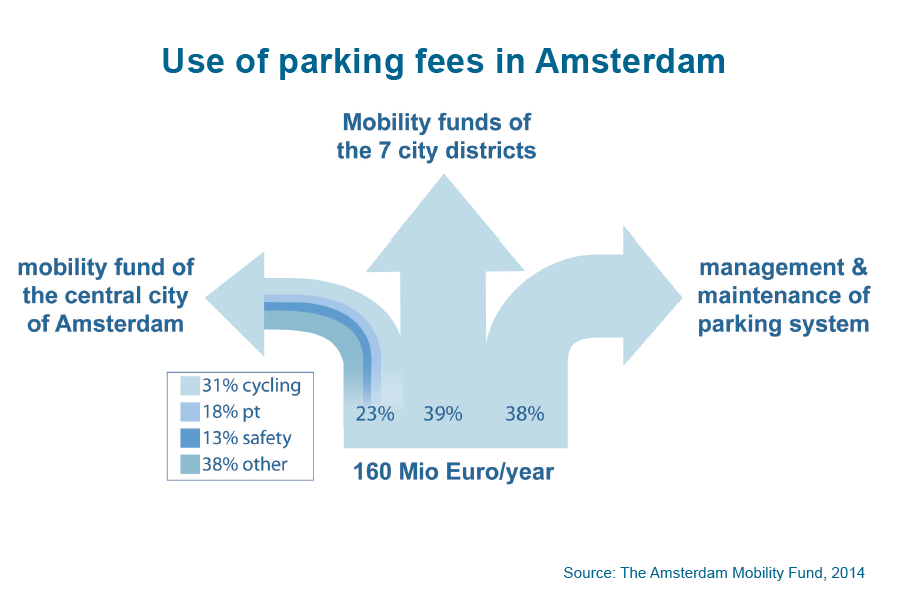 Use of parking fees in Amsterdam
Mobility funds of
the 7 city districts
mobility fund of
the central city
of Amsterdam
management &
maintenance of
parking system
31% cycling
18% pt
13% safety
38% other
23%
39%
38%
160 Mio Euro/year
Source: The Amsterdam Mobility Fund, 2014